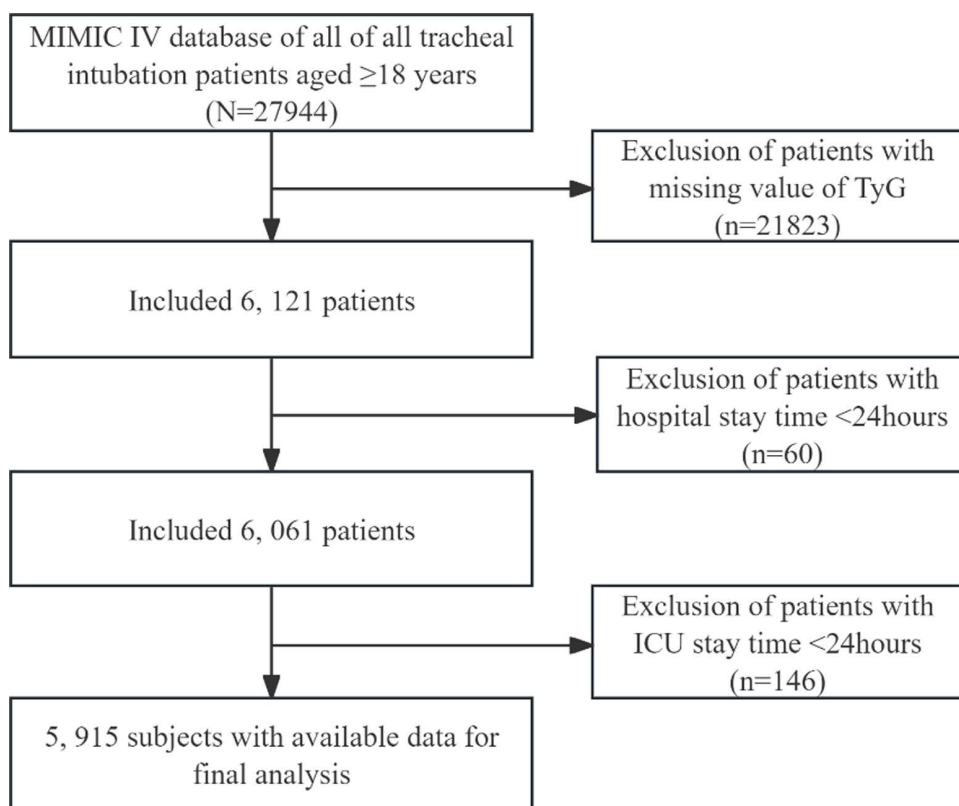 MIMIC IV database of all of all tracheal
intubation patients aged ≥18 years
(N=27944)
Exclusion of patients with
missing value of TyG
(n=21823)
Included 6, 121 patients
Exclusion of patients with
hospital stay time <24hours
(n=60)
Included 6, 061 patients
Exclusion of patients with
ICU stay time <24hours
(n=146)
5, 915 subjects with available data for
final analysis